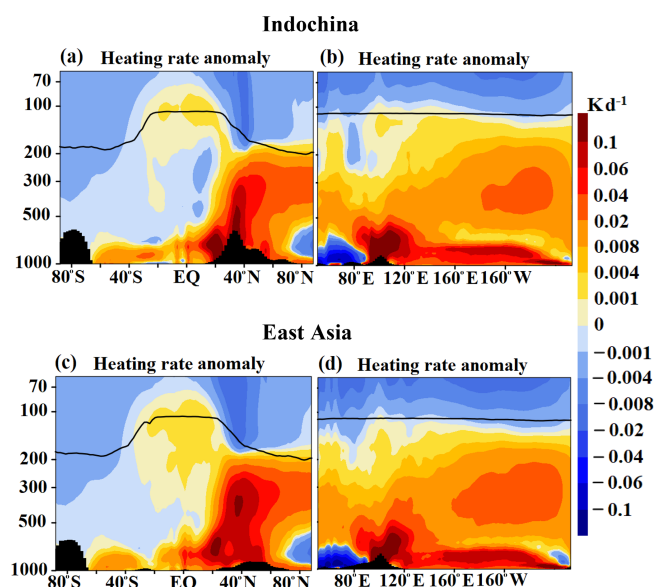 Indochina
(a) Heating rate anomaly
(b) Heating rate anomaly
70
100
200
300
500
1000
80°S 40°S EQ 40°N 80°N
80°E 120°E 160°E 160°W
East Asia
(c) Heating rate anomaly
(d) Heating rate anomaly
70
100
200
300
500
1000
80°S 40°S EQ 40°N 80°N
80°E 120°E 160°E 160°W
Kd⁻¹
0.1
0.06
0.04
0.02
0.008
0.004
0.001
0
−0.001
−0.004
−0.008
−0.02
−0.04
−0.06
−0.1